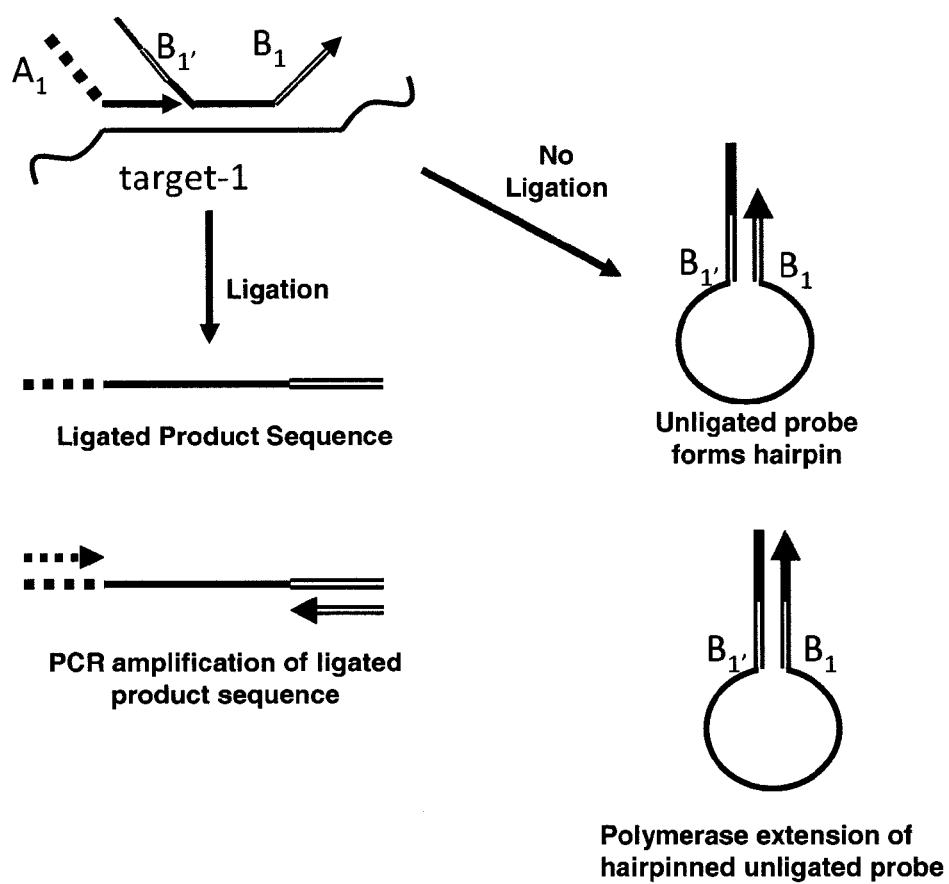 A1
B1'
B1
target-1
No
Ligation
Ligation
B1'
B1
Ligated Product Sequence
Unligated probe
forms hairpin
PCR amplification of ligated
product sequence
B1'
B1
Polymerase extension of
hairpinned unligated probe